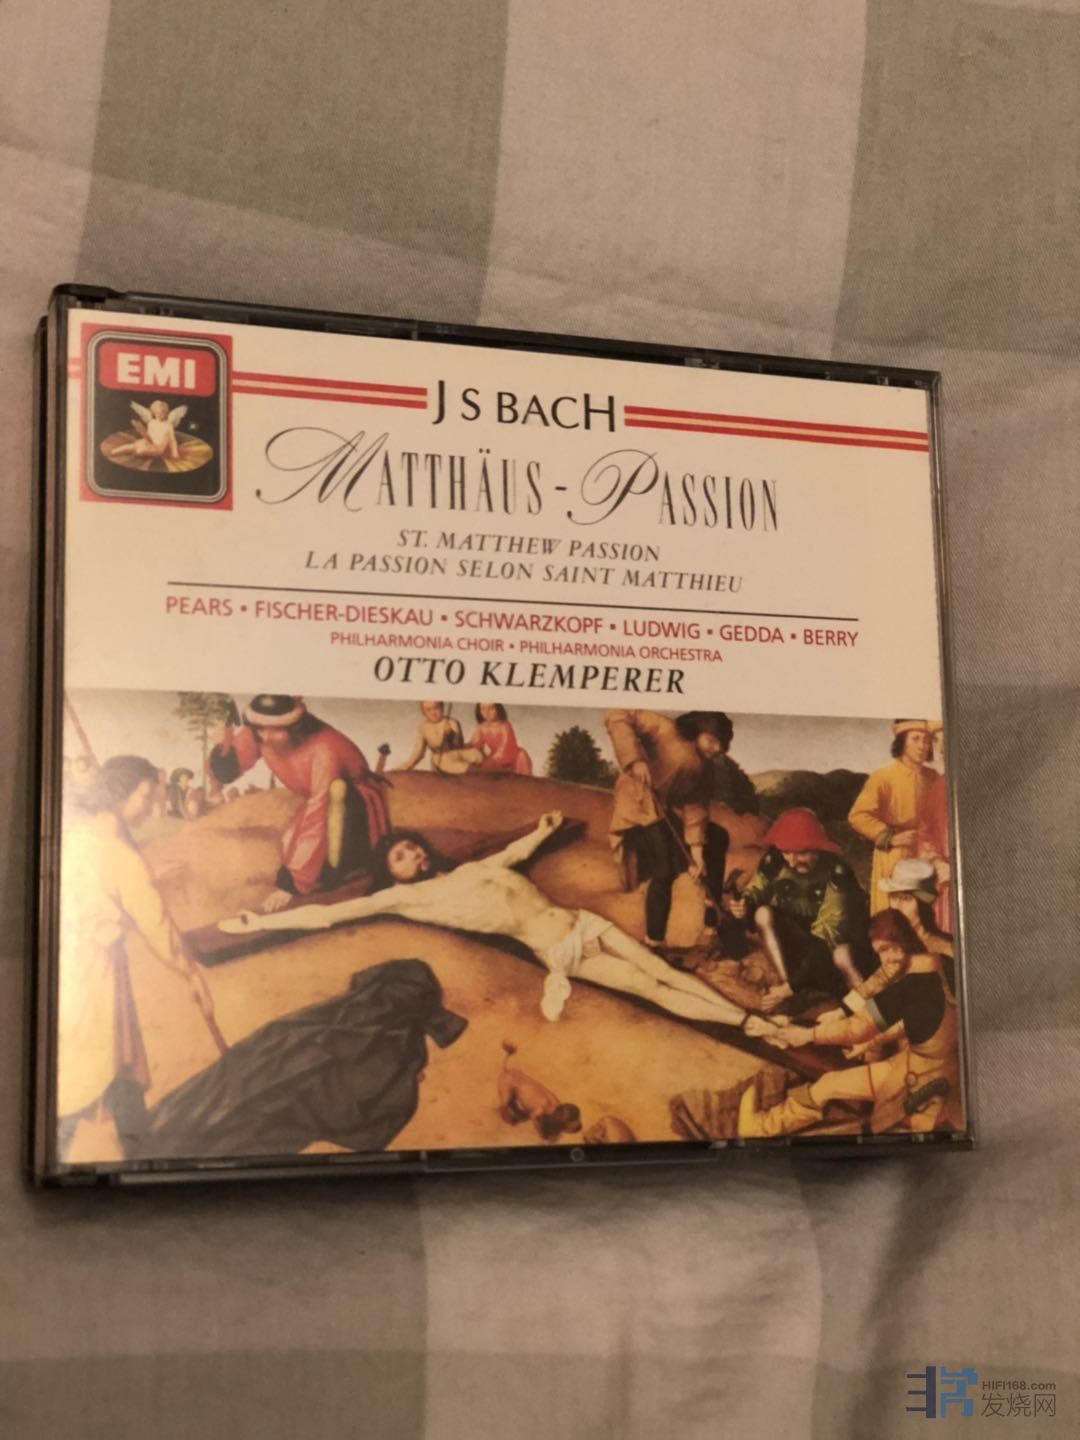 EMI
J S BACH
MATTHÄUS-PASSION
ST. MATTHEW PASSION
LA PASSION SELON SAINT MATTHIEU
PEARS ▪ FISCHER-DIESKAU ▪ SCHWARZKOPF ▪ LUDWIG ▪ GEDDA ▪ BERRY
PHILHARMONIA CHOIR ▪ PHILHARMONIA ORCHESTRA
OTTO KLEMPERER
HIFI168.com
发烧网